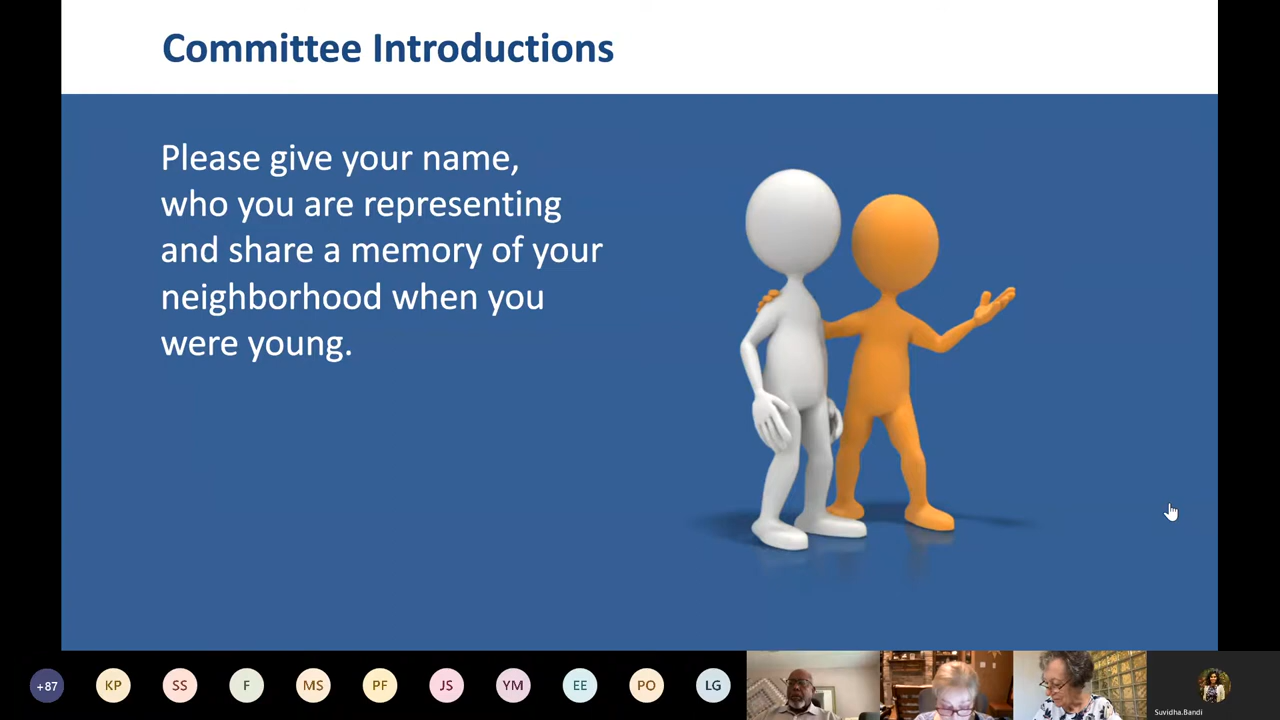 Committee Introductions
Please give your name,
who you are representing
and share a memory of your
neighborhood when you
were young.
+87
KP
SS
F
MS
PF
JS
YM
EE
PO
LG
Suvidha.Bandi